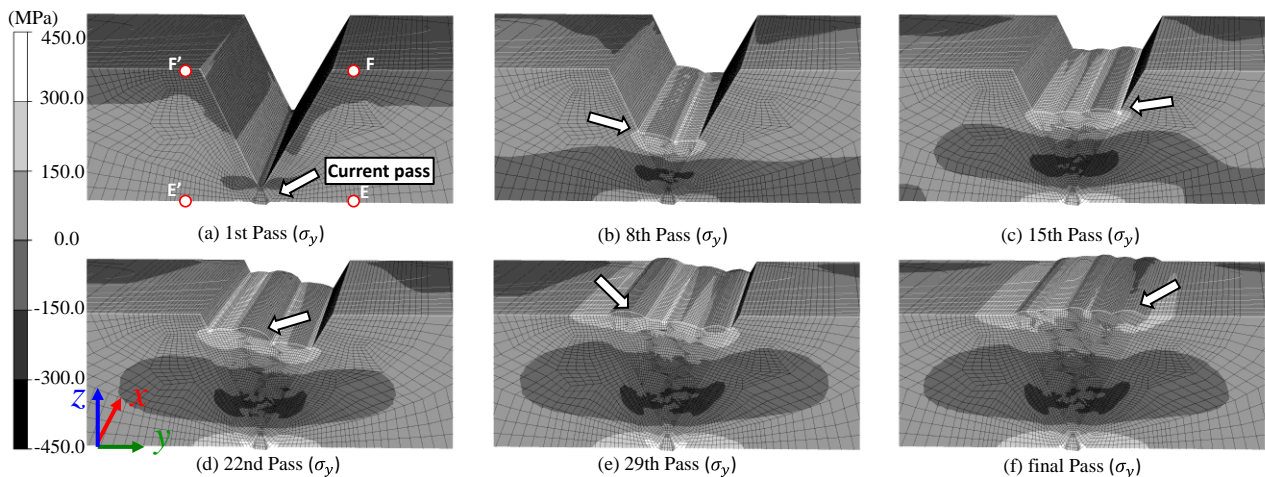 (MPa)
450.0
300.0
150.0
0.0
-150.0
-300.0
-450.0
F' F
E' E
Current pass
(a) 1st Pass (σy)
(b) 8th Pass (σy)
(c) 15th Pass (σy)
z x y
(d) 22nd Pass (σy)
(e) 29th Pass (σy)
(f) final Pass (σy)